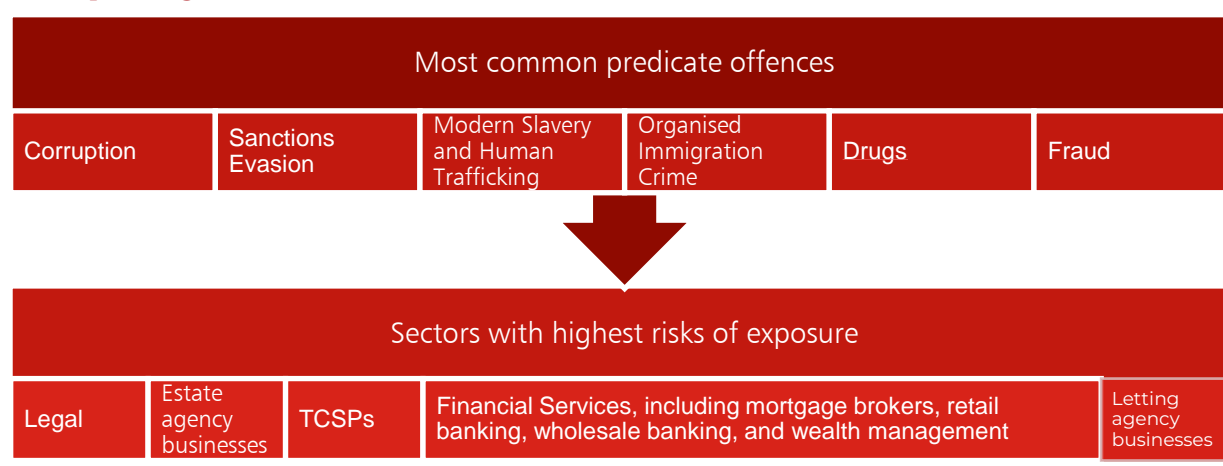 Most common predicate offences
Corruption
Sanctions
Evasion
Modern Slavery
and Human
Trafficking
Organised
Immigration
Crime
Drugs
Fraud
Sectors with highest risks of exposure
Legal
Estate
agency
businesses
TCSPs
Financial Services, including mortgage brokers, retail
banking, wholesale banking, and wealth management
Letting
agency
businesses